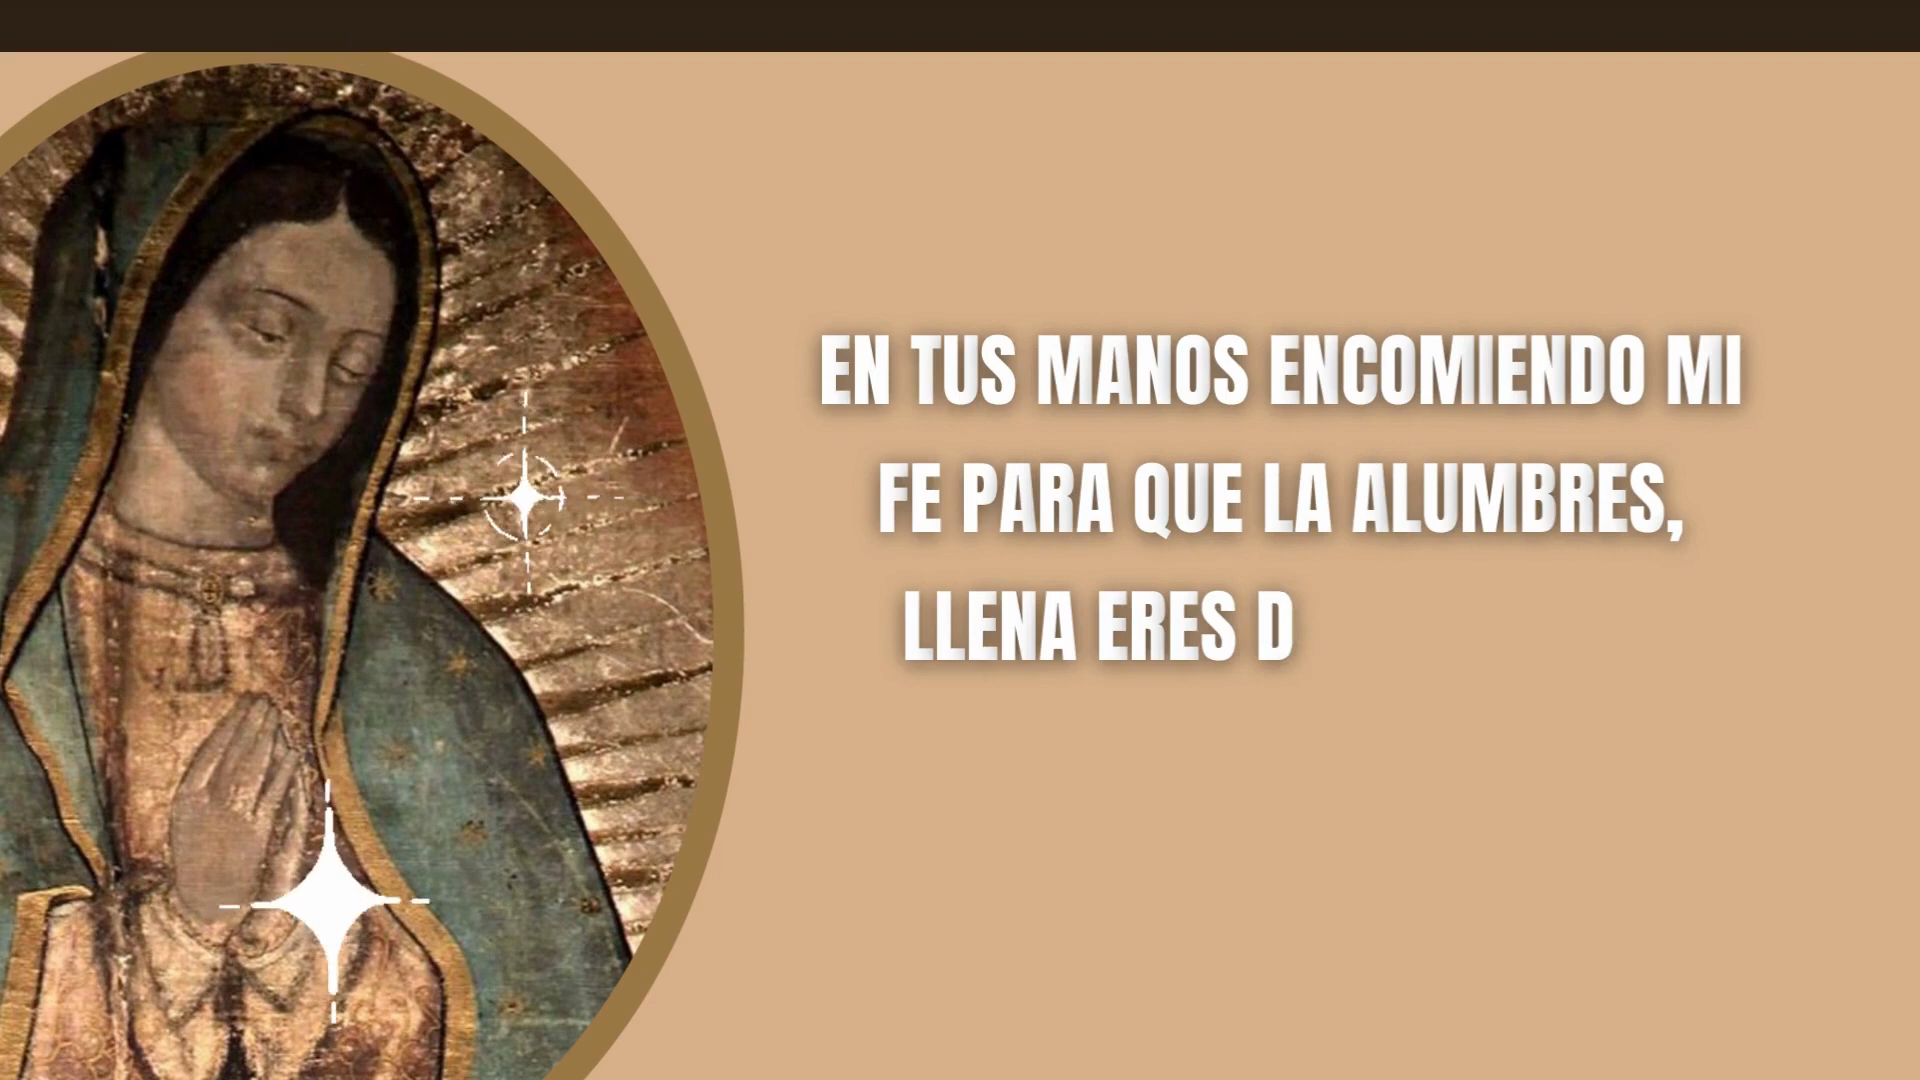 EN TUS MANOS ENCOMIENDO MI
FE PARA QUE LA ALUMBRES,
LLENA ERES D